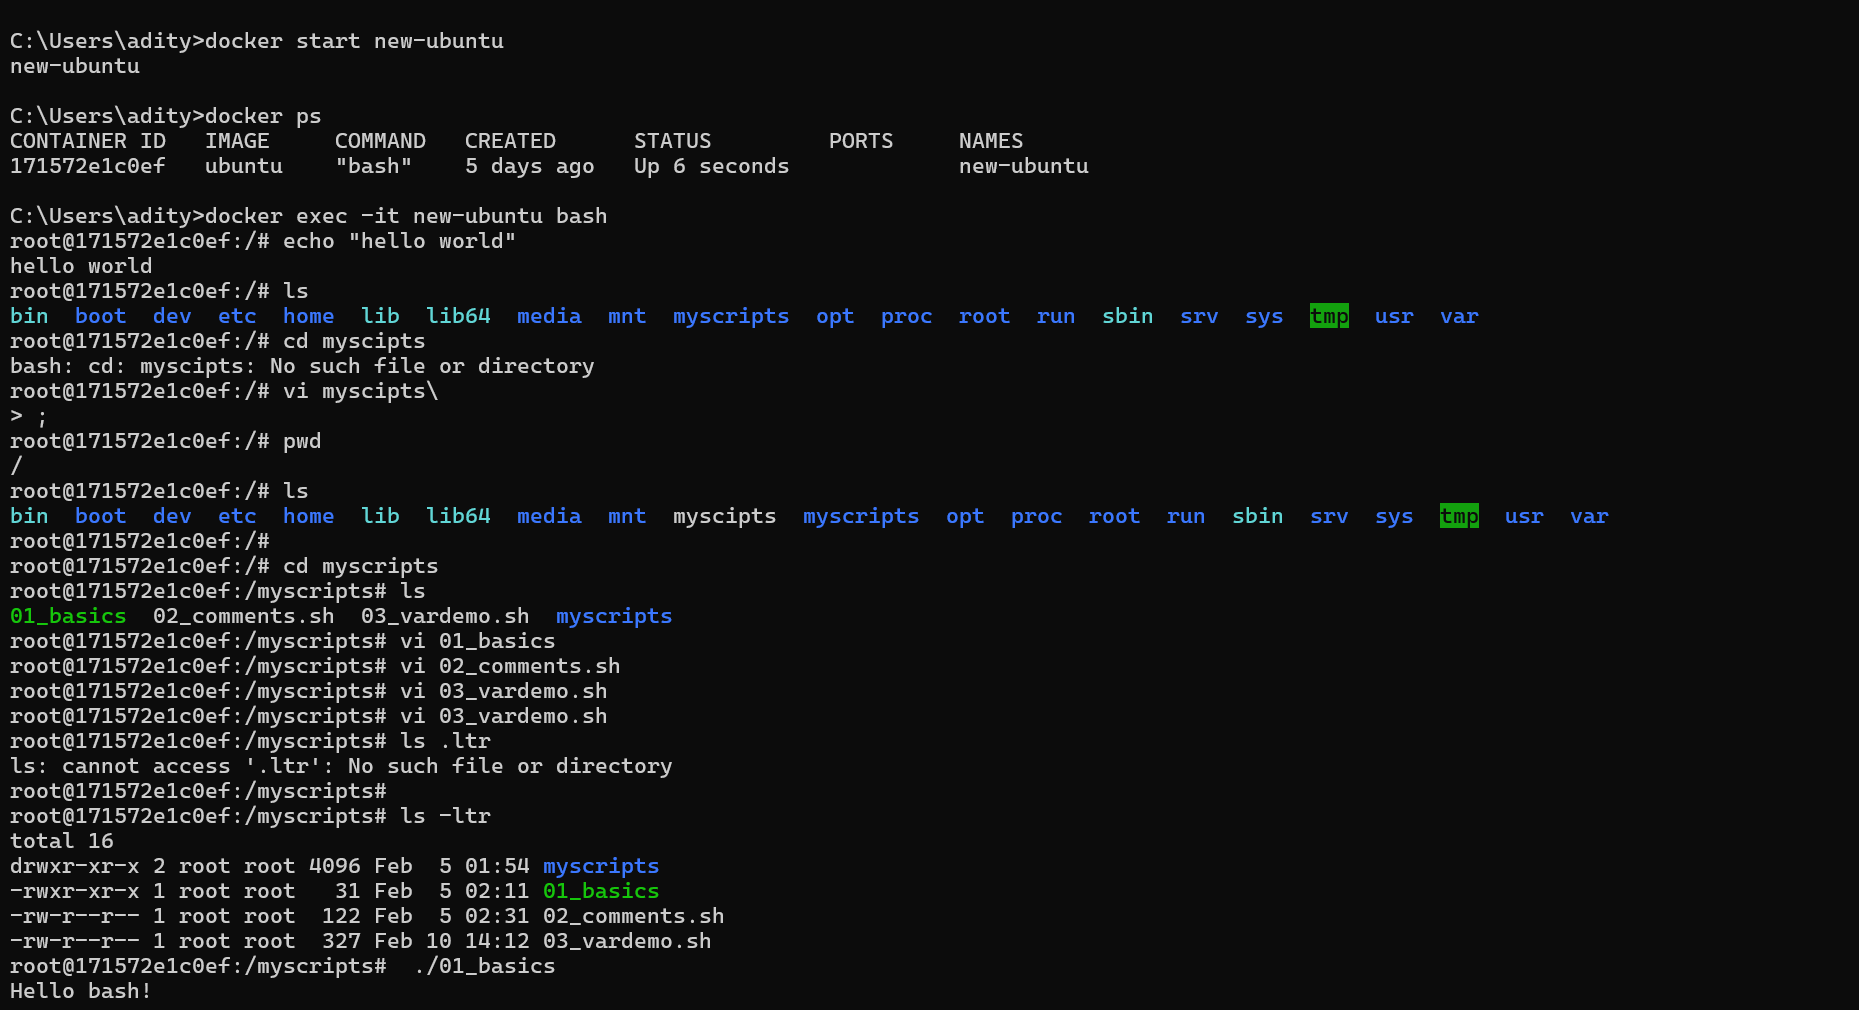 C:\Users\adity>docker start new-ubuntu
new-ubuntu
C:\Users\adity>docker ps
CONTAINER ID   IMAGE     COMMAND   CREATED      STATUS         PORTS     NAMES
171572e1c0ef   ubuntu    "bash"    5 days ago   Up 6 seconds             new-ubuntu
C:\Users\adity>docker exec -it new-ubuntu bash
root@171572e1c0ef:/# echo "hello world"
hello world
root@171572e1c0ef:/# ls
bin  boot  dev  etc  home  lib  lib64  media  mnt  myscripts  opt  proc  root  run  sbin  srv  sys  tmp  usr  var
root@171572e1c0ef:/# cd myscipts
bash: cd: myscipts: No such file or directory
root@171572e1c0ef:/# vi myscipts\
> ;
root@171572e1c0ef:/# pwd
/
root@171572e1c0ef:/# ls
bin  boot  dev  etc  home  lib  lib64  media  mnt  myscipts  myscripts  opt  proc  root  run  sbin  srv  sys  tmp  usr  var
root@171572e1c0ef:/#
root@171572e1c0ef:/# cd myscripts
root@171572e1c0ef:/myscripts# ls
01_basics  02_comments.sh  03_vardemo.sh  myscripts
root@171572e1c0ef:/myscripts# vi 01_basics
root@171572e1c0ef:/myscripts# vi 02_comments.sh
root@171572e1c0ef:/myscripts# vi 03_vardemo.sh
root@171572e1c0ef:/myscripts# vi 03_vardemo.sh
root@171572e1c0ef:/myscripts# ls .ltr
ls: cannot access '.ltr': No such file or directory
root@171572e1c0ef:/myscripts#
root@171572e1c0ef:/myscripts# ls -ltr
total 16
drwxr-xr-x 2 root root 4096 Feb  5 01:54 myscripts
-rwxr-xr-x 1 root root   31 Feb  5 02:11 01_basics
-rw-r--r-- 1 root root  122 Feb  5 02:31 02_comments.sh
-rw-r--r-- 1 root root  327 Feb 10 14:12 03_vardemo.sh
root@171572e1c0ef:/myscripts#  ./01_basics
Hello bash!